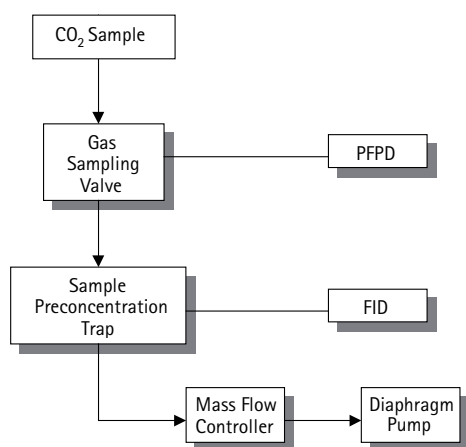 CO₂ Sample
Gas
Sampling
Valve
PFPD
Sample
Preconcentration
Trap
FID
Mass Flow
Controller
Diaphragm
Pump